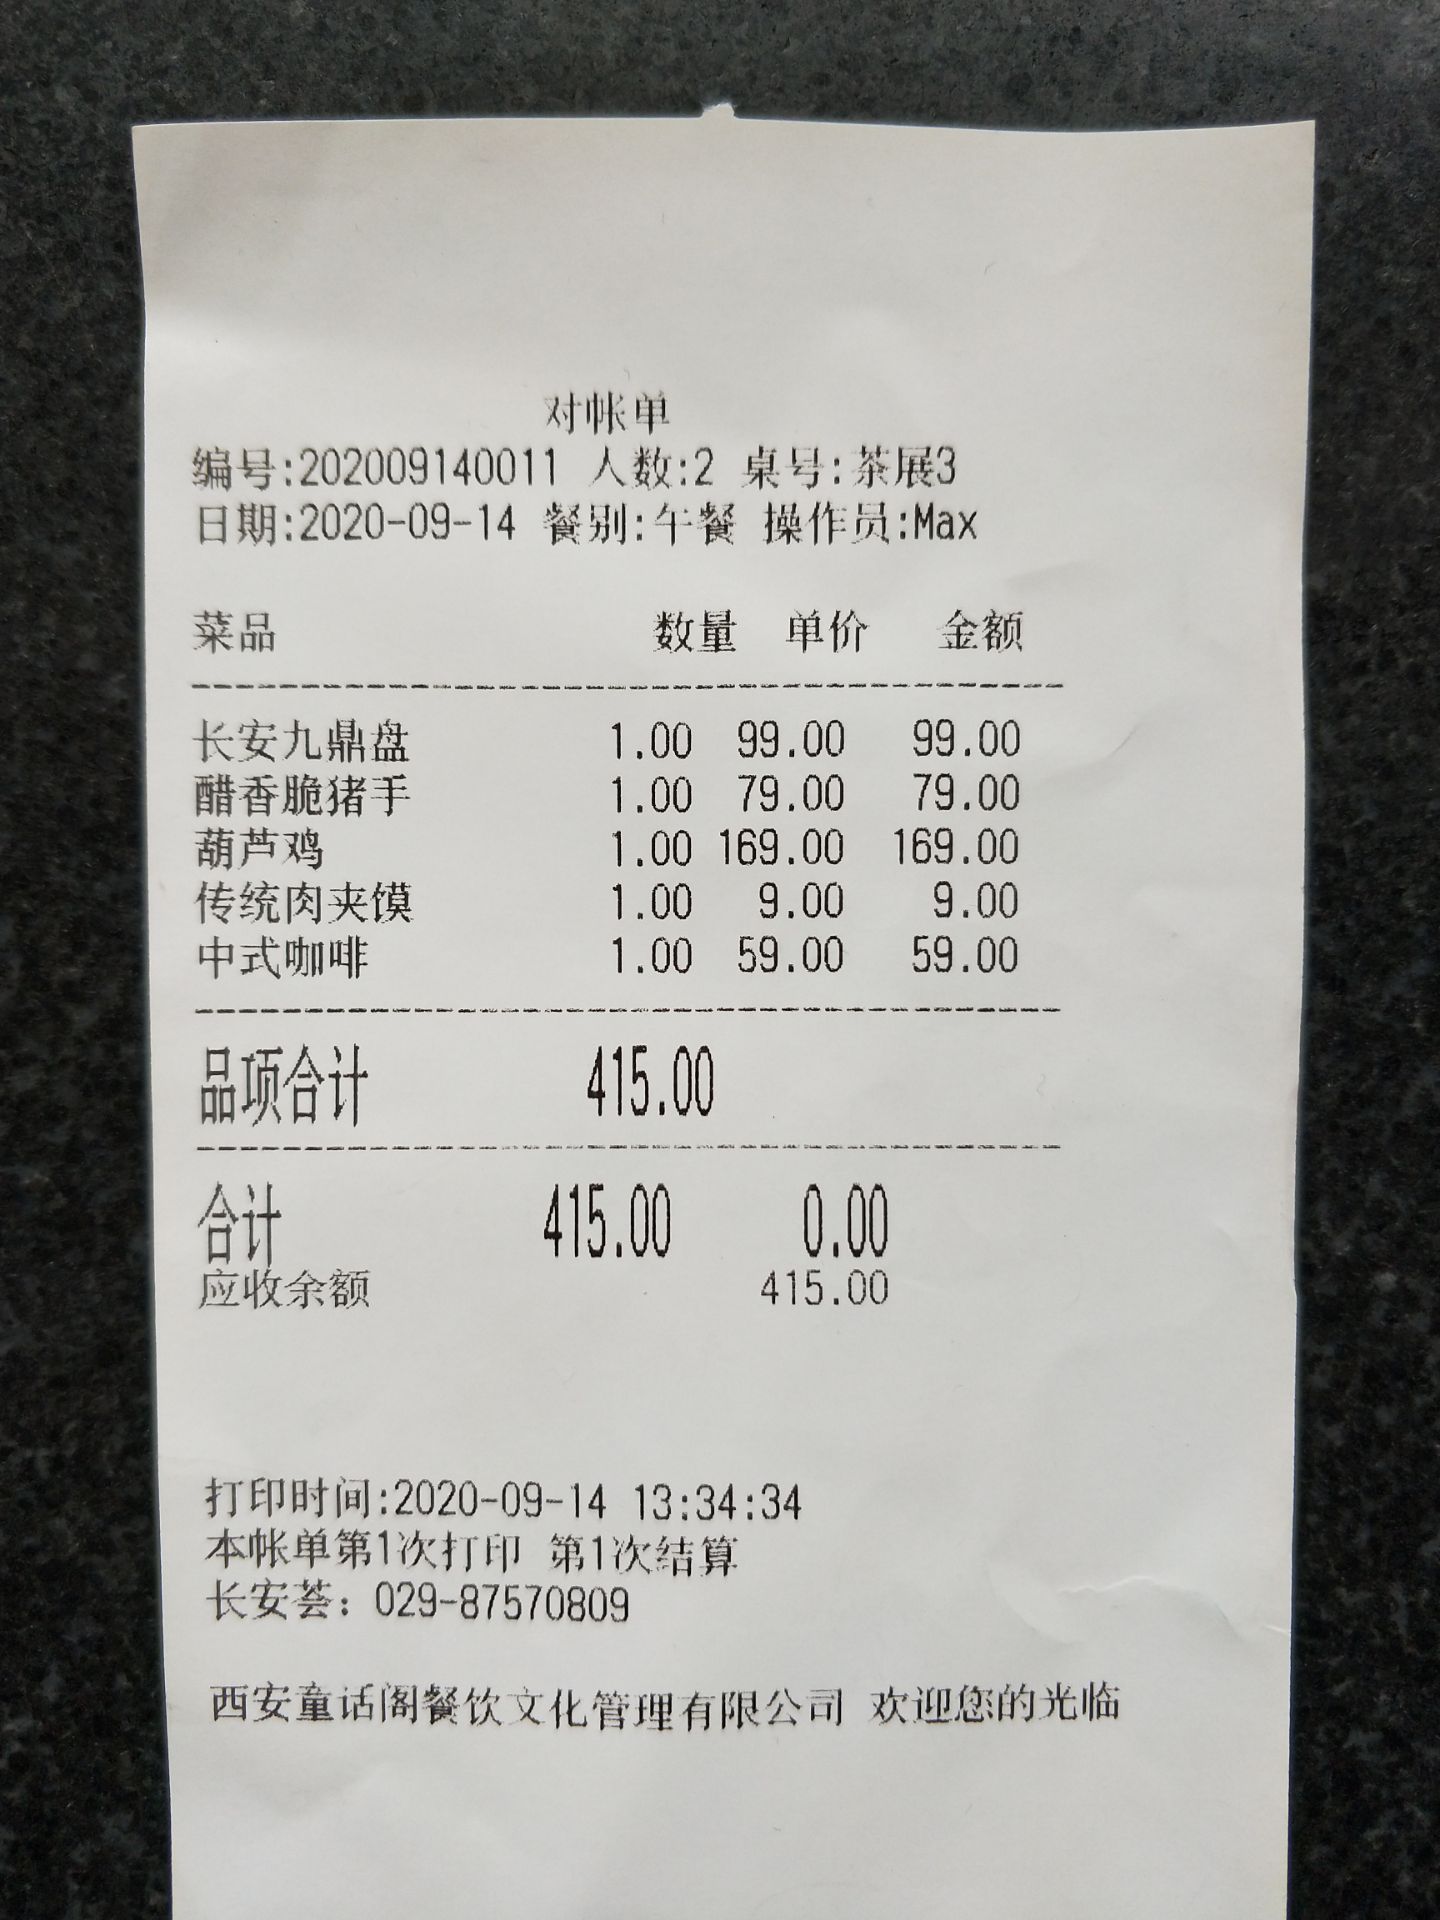 对帐单
编号:202009140011 人数:2 桌号:茶展3
日期:2020-09-14 餐别:午餐 操作员:Max
菜品 数量 单价 金额
长安九鼎盘 1.00 99.00 99.00
醋香脆猪手 1.00 79.00 79.00
葫芦鸡 1.00 169.00 169.00
传统肉夹馍 1.00 9.00 9.00
中式咖啡 1.00 59.00 59.00
品项合计 415.00
合计 415.00 0.00
应收余额 415.00
打印时间:2020-09-14 13:34:34
本帐单第1次打印 第1次结算
长安荟：029-87570809
西安童话阁餐饮文化管理有限公司 欢迎您的光临